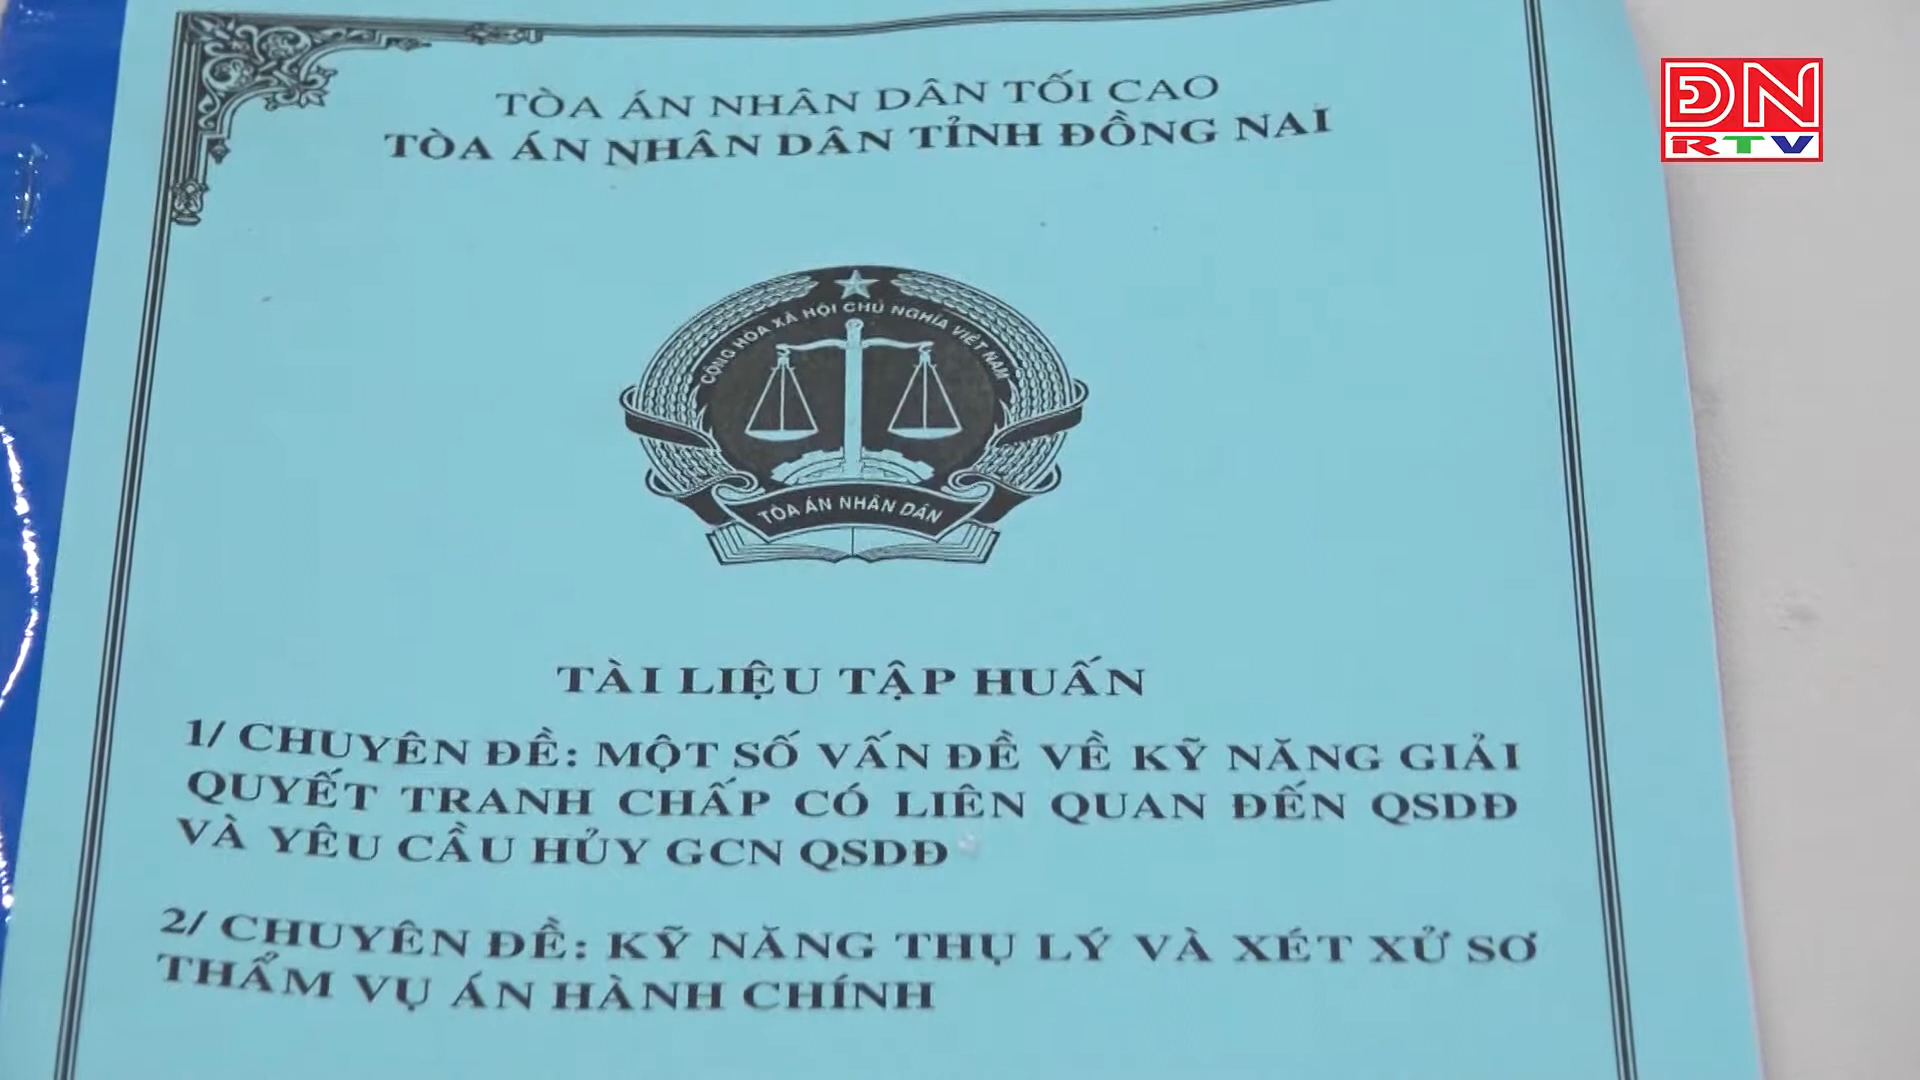 TÒA ÁN NHÂN DÂN TỐI CAO
TÒA ÁN NHÂN DÂN TỈNH ĐỒNG NAI
ĐN
RTV
CỘNG HÒA XÃ HỘI CHỦ NGHĨA VIỆT NAM
TÒA ÁN NHÂN DÂN
TÀI LIỆU TẬP HUẤN
1/ CHUYÊN ĐỀ: MỘT SỐ VẤN ĐỀ VỀ KỸ NĂNG GIẢI
QUYẾT TRANH CHẤP CÓ LIÊN QUAN ĐẾN QSDĐ
VÀ YÊU CẦU HỦY GCN QSDĐ
2/ CHUYÊN ĐỀ: KỸ NĂNG THỤ LÝ VÀ XÉT XỬ SƠ
THẨM VỤ ÁN HÀNH CHÍNH